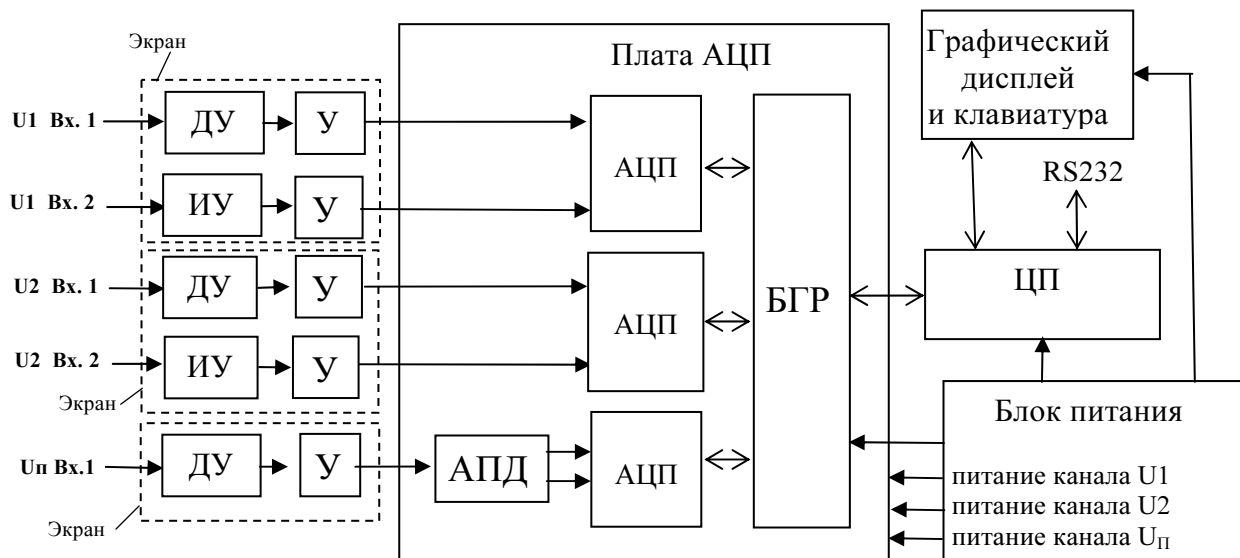 Экран
Плата АЦП
Графический
дисплей
и клавиатура
U1 Вх. 1
ДУ
У
АЦП
RS232
U1 Вх. 2
ИУ
У
U2 Вх. 1
ДУ
У
АЦП
БГР
ЦП
U2 Вх. 2
ИУ
У
Экран
Блок питания
Uп Вх.1
ДУ
У
АПД
АЦП
питание канала U1
питание канала U2
питание канала UП
Экран